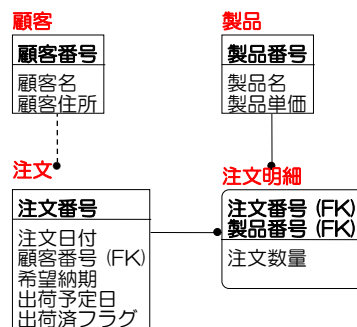 顧客
顧客番号
顧客名
顧客住所
製品
製品番号
製品名
製品単価
注文
注文番号
注文日付
顧客番号 (FK)
希望納期
出荷予定日
出荷済フラグ
注文明細
注文番号 (FK)
製品番号 (FK)
注文数量